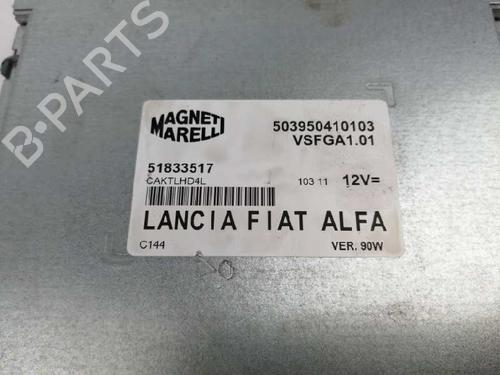 B-PARTS
MAGNETI
MARELLI
503950410103
VSFGA1.01
51833517
CAKTLHD4L
103 11 12V=
LANCIA FIAT ALFA
C144 VER. 90W